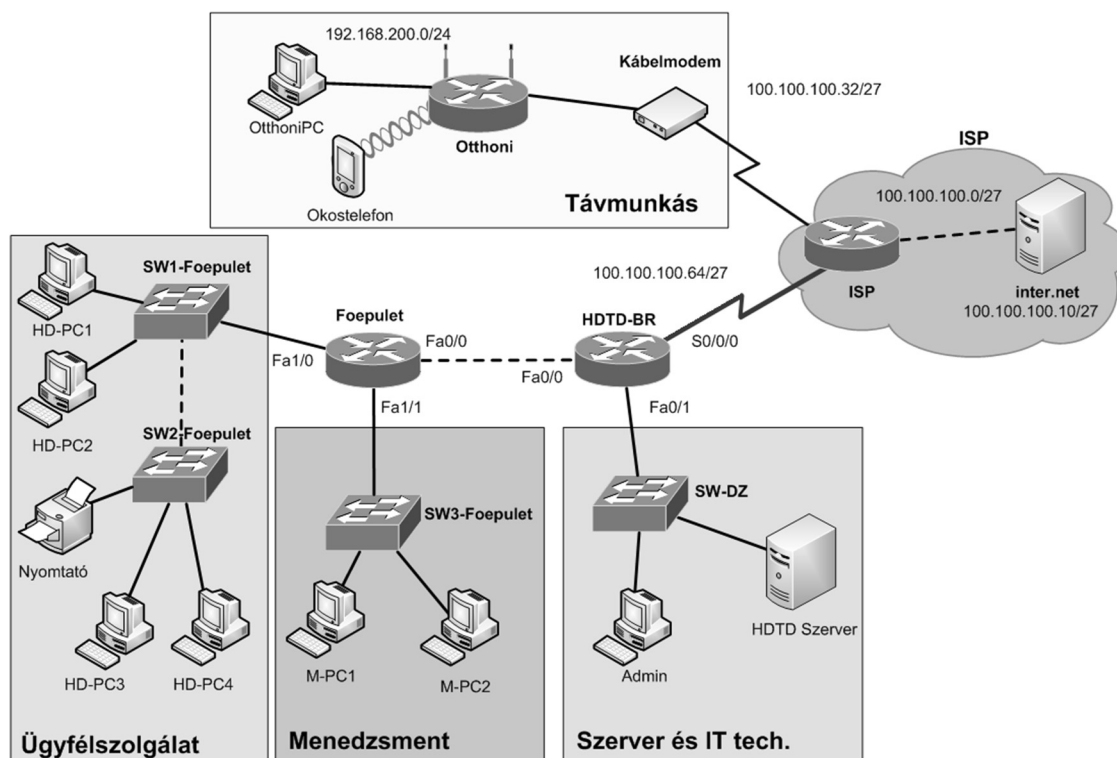 192.168.200.0/24
Kábelmodem
100.100.100.32/27
OtthoniPC
Otthoni
Okostelefon
Távmunkás
ISP
100.100.100.0/27
ISP
inter.net
100.100.100.10/27
100.100.100.64/27
SW1-Foepulet
HD-PC1
HD-PC2
Foepulet
Fa0/0
Fa1/0
Fa1/1
HDTD-BR
S0/0/0
Fa0/0
Fa0/1
SW2-Foepulet
Nyomtató
HD-PC3
HD-PC4
Ügyfélszolgálat
SW3-Foepulet
M-PC1
M-PC2
Menedzsment
SW-DZ
HDTD Szerver
Admin
Szerver és IT tech.